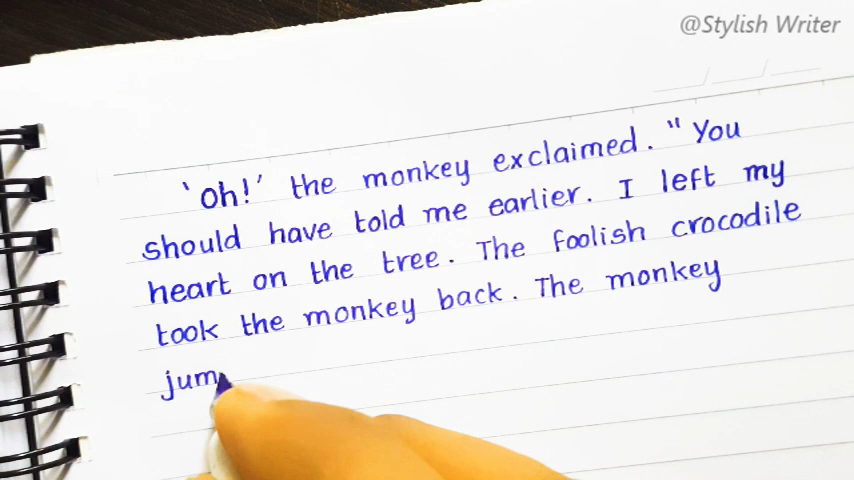 @Stylish Writer
'Oh!' the monkey exclaimed. "You
should have told me earlier. I left my
heart on the tree. The foolish crocodile
took the monkey back. The monkey
jum